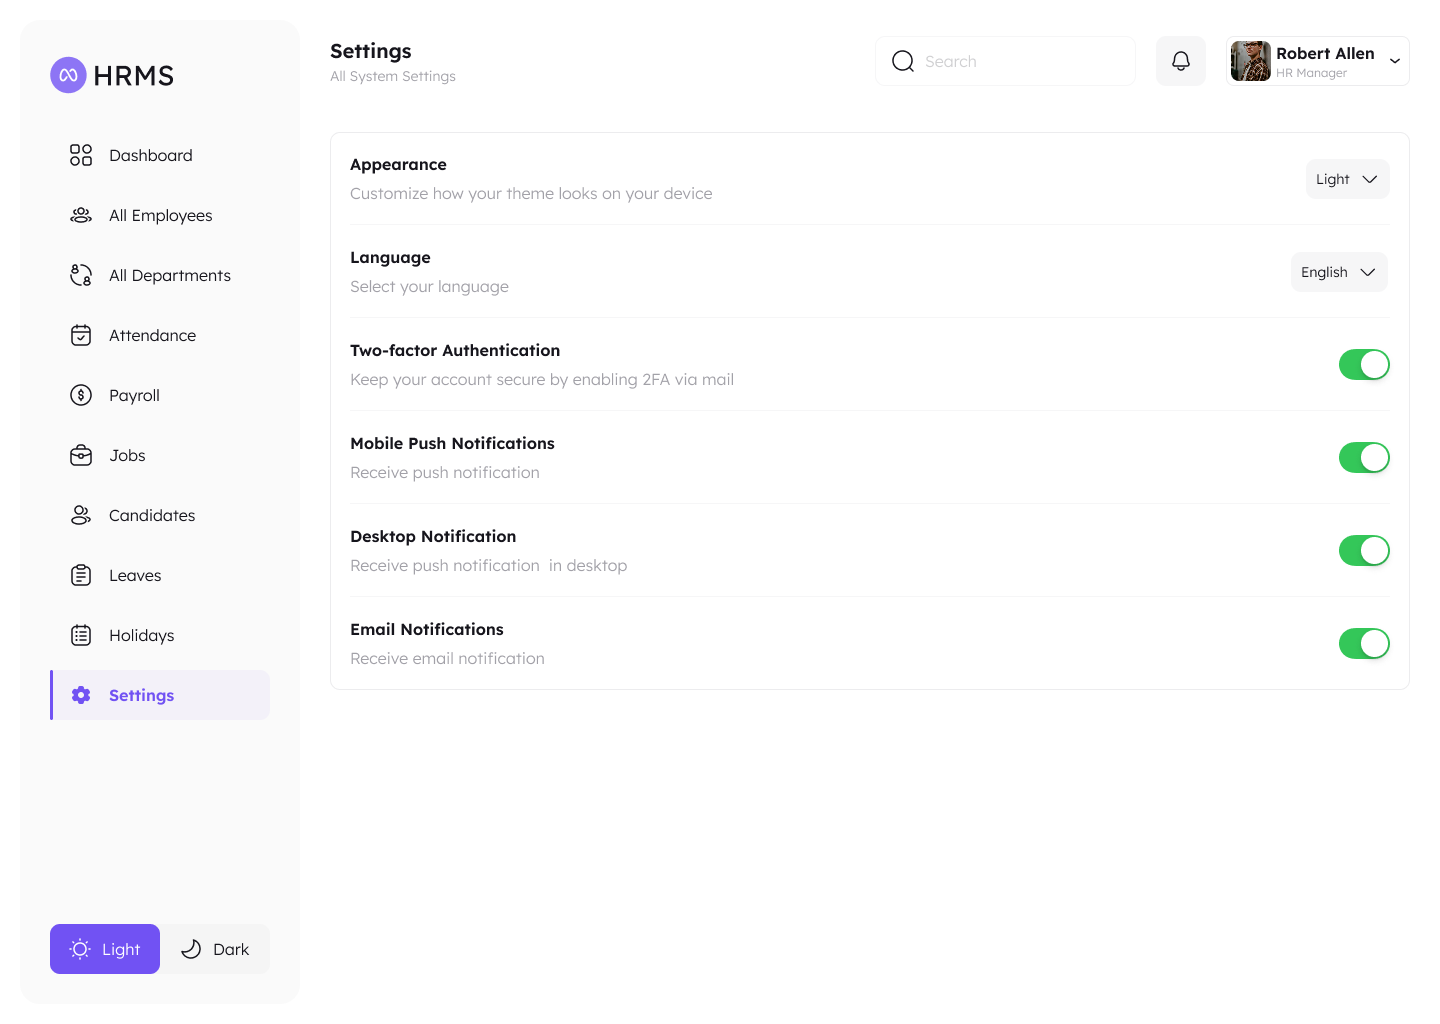 HRMS
Dashboard
All Employees
All Departments
Attendance
Payroll
Jobs
Candidates
Leaves
Holidays
Settings
Light
Dark
Settings
All System Settings
Search
Robert Allen
HR Manager
Appearance
Customize how your theme looks on your device
Light
Language
Select your language
English
Two-factor Authentication
Keep your account secure by enabling 2FA via mail
Mobile Push Notifications
Receive push notification
Desktop Notification
Receive push notification  in desktop
Email Notifications
Receive email notification